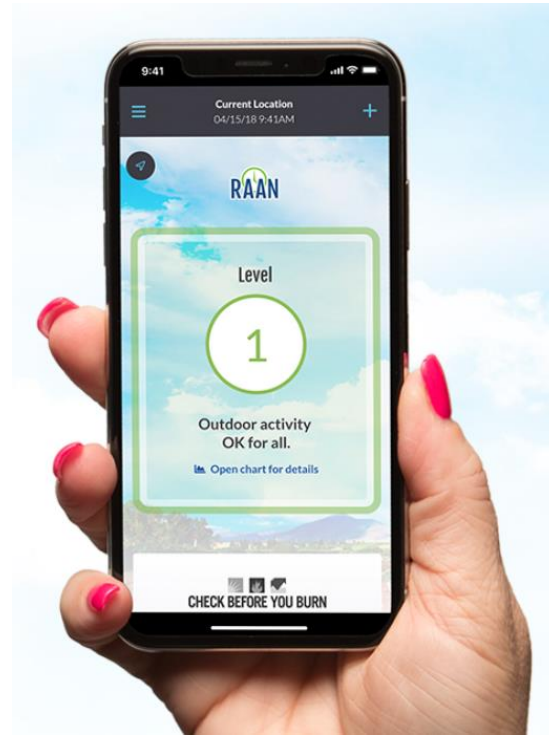 9:41
Current Location
04/15/18 9:41AM
RAAN
Level
1
Outdoor activity
OK for all.
Open chart for details
CHECK BEFORE YOU BURN